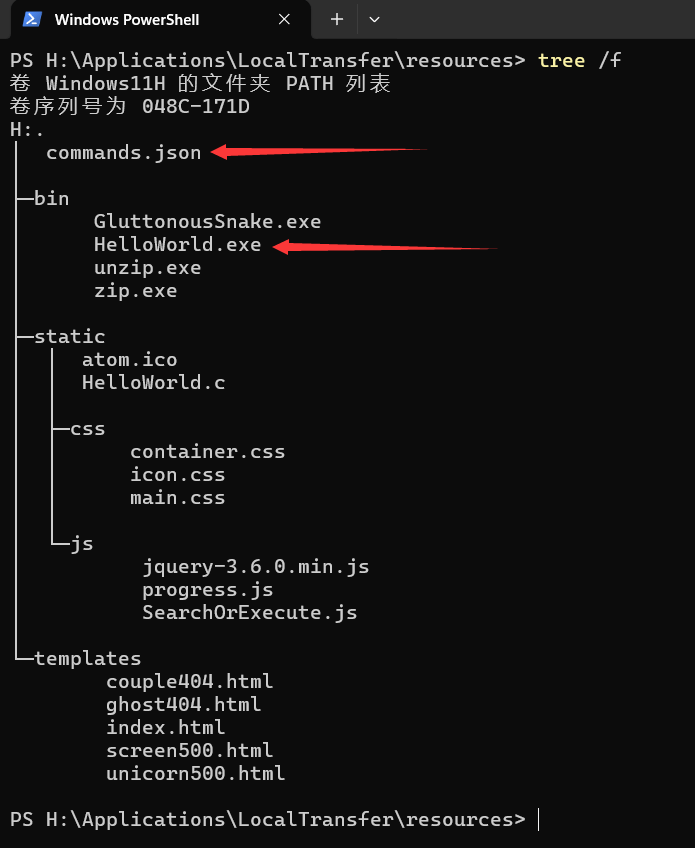 Windows PowerShell
PS H:\Applications\LocalTransfer\resources> tree /f
卷 Windows11H 的文件夹 PATH 列表
卷序列号为 048C-171D
H:.
commands.json
bin
GluttonousSnake.exe
HelloWorld.exe
unzip.exe
zip.exe
static
atom.ico
HelloWorld.c
css
container.css
icon.css
main.css
js
jquery-3.6.0.min.js
progress.js
SearchOrExecute.js
templates
couple404.html
ghost404.html
index.html
screen500.html
unicorn500.html
PS H:\Applications\LocalTransfer\resources>